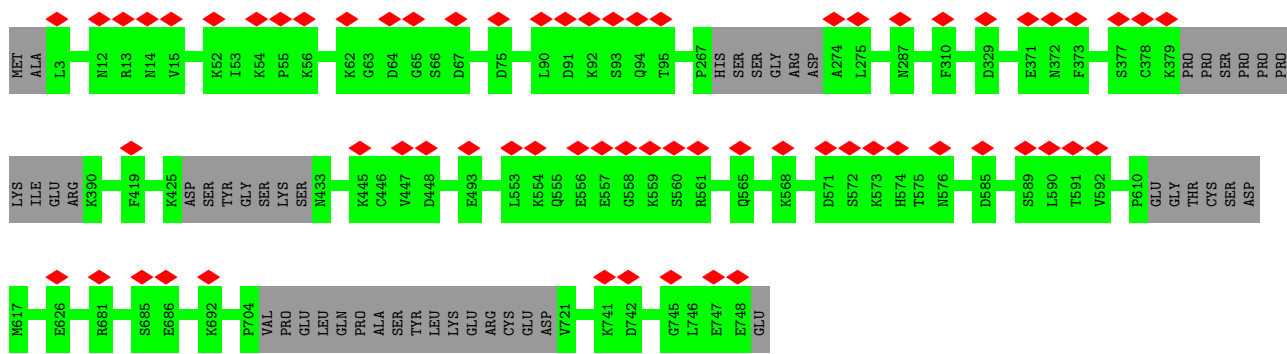 MET ALA L3 N12 R13 N14 V15 K52 I53 K54 P55 K56 K62 G63 D64 G65 S66 D67 D75 L90 D91 K92 S93 Q94 T95 P267 HIS SER SER GLY ARG ASP A274 L275 N287 F310 D329 E371 N372 F373 S377 C378 K379 PRO PRO SER PRO PRO PRO
LYS ILE GLU ARG K390 F419 K425 ASP SER TYR GLY SER LYS SER N433 K445 C446 V447 D448 E493 L553 K554 Q555 E556 E557 G558 K559 S560 R561 Q565 K568 D571 S572 K573 H574 T575 N576 D585 S589 L590 T591 V592 P610 GLU GLY THR CYS SER ASP
M617 E626 R681 S685 E686 K692 P704 VAL PRO GLU LEU GLN PRO ALA SER TYR LEU LYS GLU ARG CYS GLU ASP V721 K741 D742 G745 L746 E747 E748 GLU